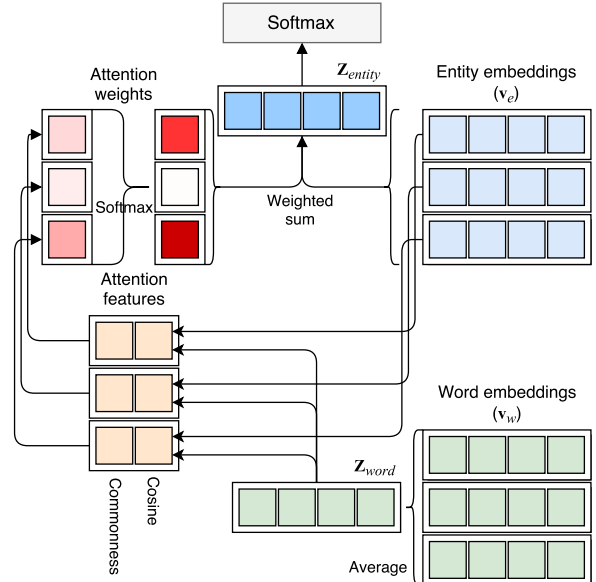 Softmax
Z_entity
Attention
weights
Entity embeddings
(v_e)
Softmax
Weighted
sum
Attention
features
Word embeddings
(v_w)
Z_word
Commonness
Cosine
Average